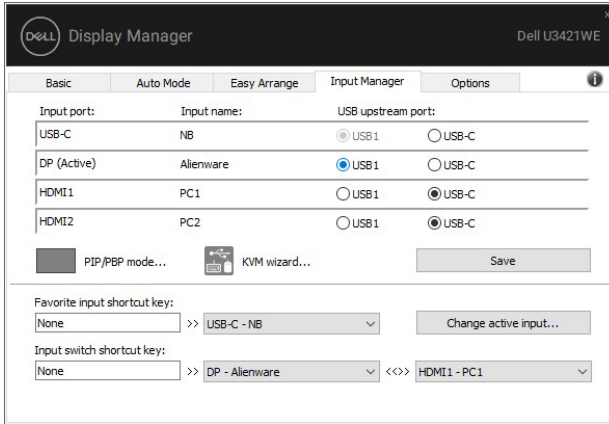 DELL Display Manager Dell U3421WE
Basic Auto Mode Easy Arrange Input Manager Options
Input port: Input name: USB upstream port:
USB-C NB USB1 USB-C
DP (Active) Alienware USB1 USB-C
HDMI1 PC1 USB1 USB-C
HDMI2 PC2 USB1 USB-C
PIP/PBP mode... KVM wizard... Save
Favorite input shortcut key:
None >> USB-C - NB Change active input...
Input switch shortcut key:
None >> DP - Alienware <<>> HDMI1 - PC1